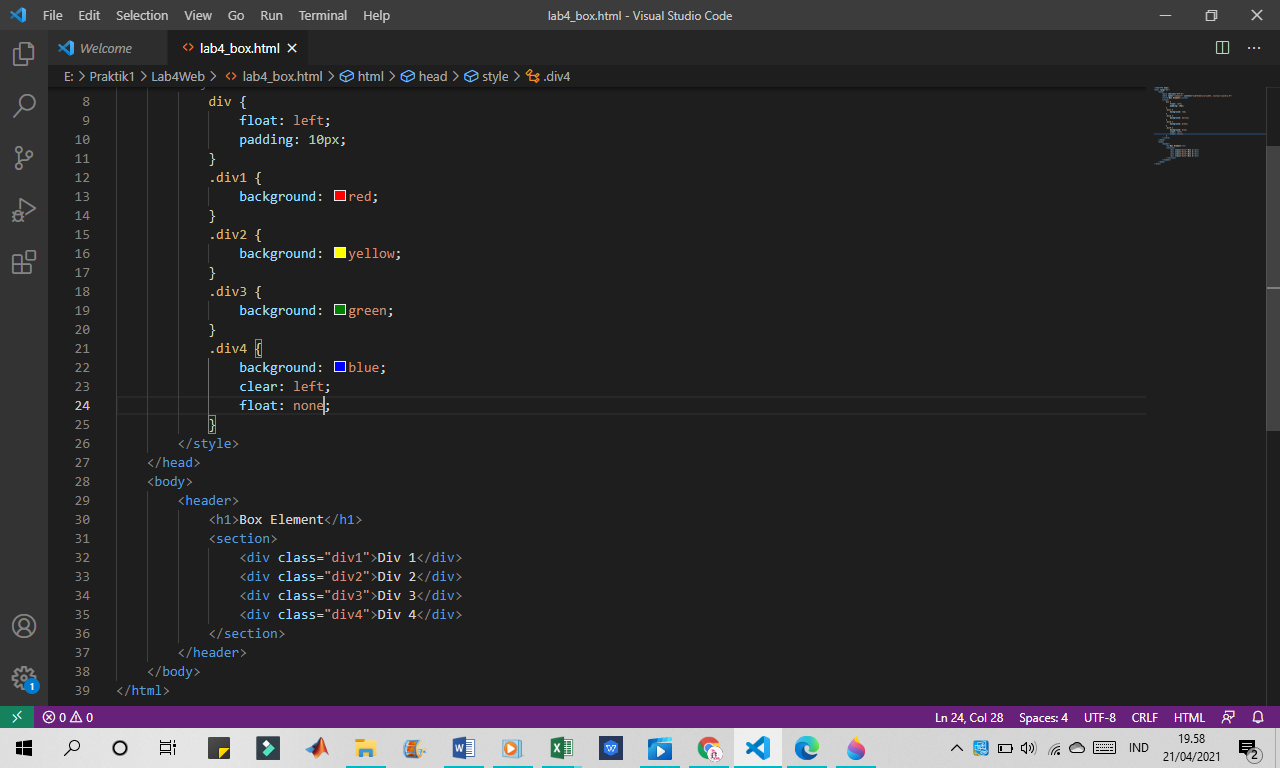 File Edit Selection View Go Run Terminal Help lab4_box.html - Visual Studio Code
Welcome lab4_box.html
E: > Praktik1 > Lab4Web > lab4_box.html > html > head > style > .div4
8 div {
9 float: left;
10 padding: 10px;
11 }
12 .div1 {
13 background: red;
14 }
15 .div2 {
16 background: yellow;
17 }
18 .div3 {
19 background: green;
20 }
21 .div4 {
22 background: blue;
23 clear: left;
24 float: none;
25 }
26 </style>
27 </head>
28 <body>
29 <header>
30 <h1>Box Element</h1>
31 <section>
32 <div class="div1">Div 1</div>
33 <div class="div2">Div 2</div>
34 <div class="div3">Div 3</div>
35 <div class="div4">Div 4</div>
36 </section>
37 </header>
38 </body>
39 </html>
1
0 0 Ln 24, Col 28 Spaces: 4 UTF-8 CRLF HTML
IND 19.58
21/04/2021 2